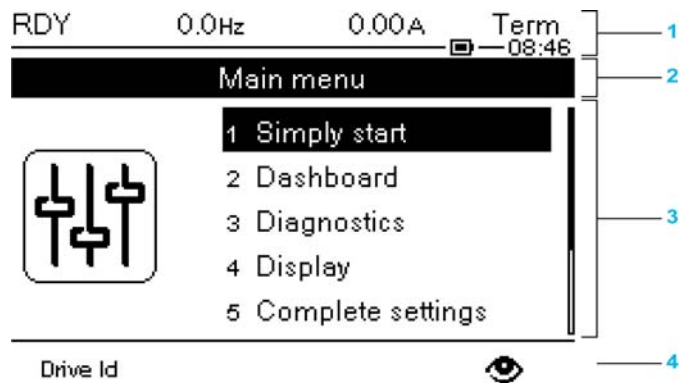 RDY 0.0Hz 0.00A Term 1
08:46
Main menu 2
1 Simply start
2 Dashboard
3 Diagnostics 3
4 Display
5 Complete settings
Drive Id 4